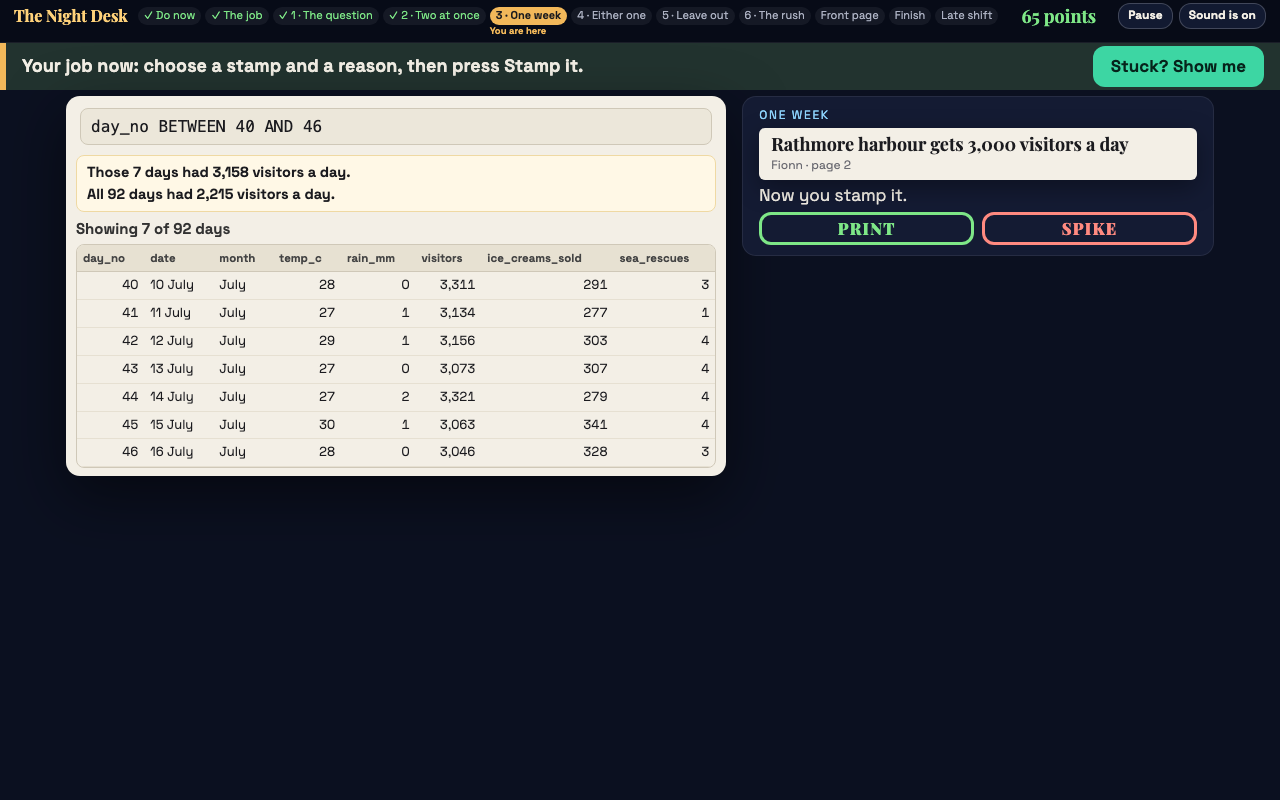 The Night Desk
✓ Do now
✓ The job
✓ 1 · The question
✓ 2 · Two at once
3 · One week
You are here
4 · Either one
5 · Leave out
6 · The rush
Front page
Finish
Late shift
65 points
Pause
Sound is on
Your job now: choose a stamp and a reason, then press Stamp it.
Stuck? Show me
day_no BETWEEN 40 AND 46
Those 7 days had 3,158 visitors a day.
All 92 days had 2,215 visitors a day.
Showing 7 of 92 days
day_no date month temp_c rain_mm visitors ice_creams_sold sea_rescues
40 10 July July 28 0 3,311 291 3
41 11 July July 27 1 3,134 277 1
42 12 July July 29 1 3,156 303 4
43 13 July July 27 0 3,073 307 4
44 14 July July 27 2 3,321 279 4
45 15 July July 30 1 3,063 341 4
46 16 July July 28 0 3,046 328 3
ONE WEEK
Rathmore harbour gets 3,000 visitors a day
Fionn · page 2
Now you stamp it.
PRINT
SPIKE